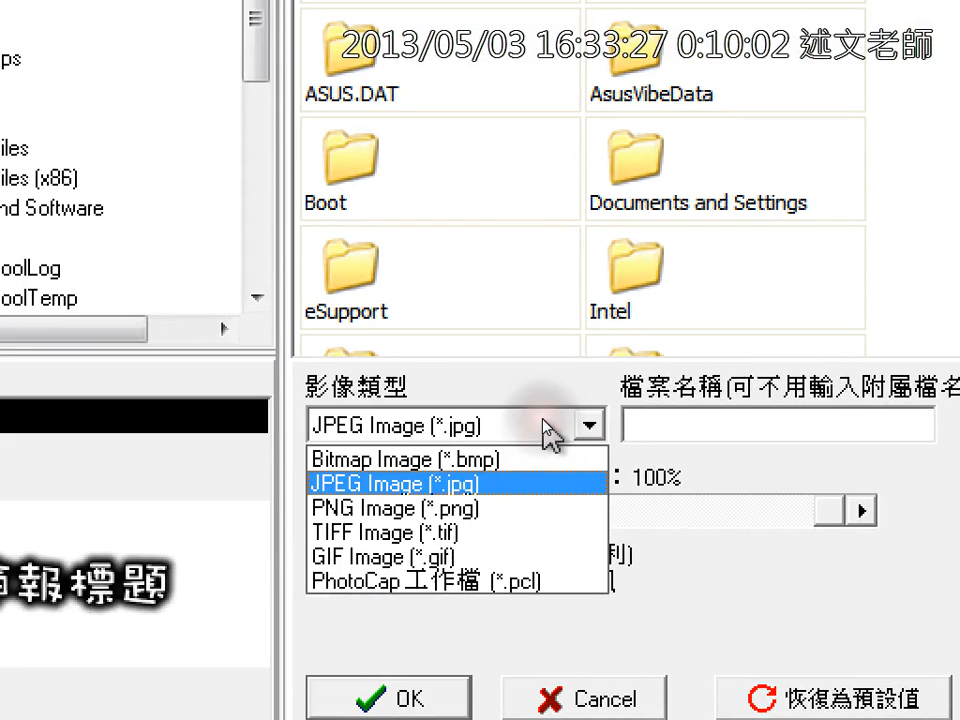 2013/05/03 16:33:27 0:10:02 述文老師
ps
iles
iles (x86)
nd Software
oolLog
oolTemp
ASUS.DAT
AsusVibeData
Boot
Documents and Settings
eSupport
Intel
影像類型
檔案名稱(可不用輸入附屬檔名
JPEG Image (*.jpg)
Bitmap Image (*.bmp)
JPEG Image (*.jpg)
PNG Image (*.png)
TIFF Image (*.tif)
GIF Image (*.gif)
PhotoCap 工作檔 (*.pcl)
: 100%
例)
報標題
OK
Cancel
恢復為預設值